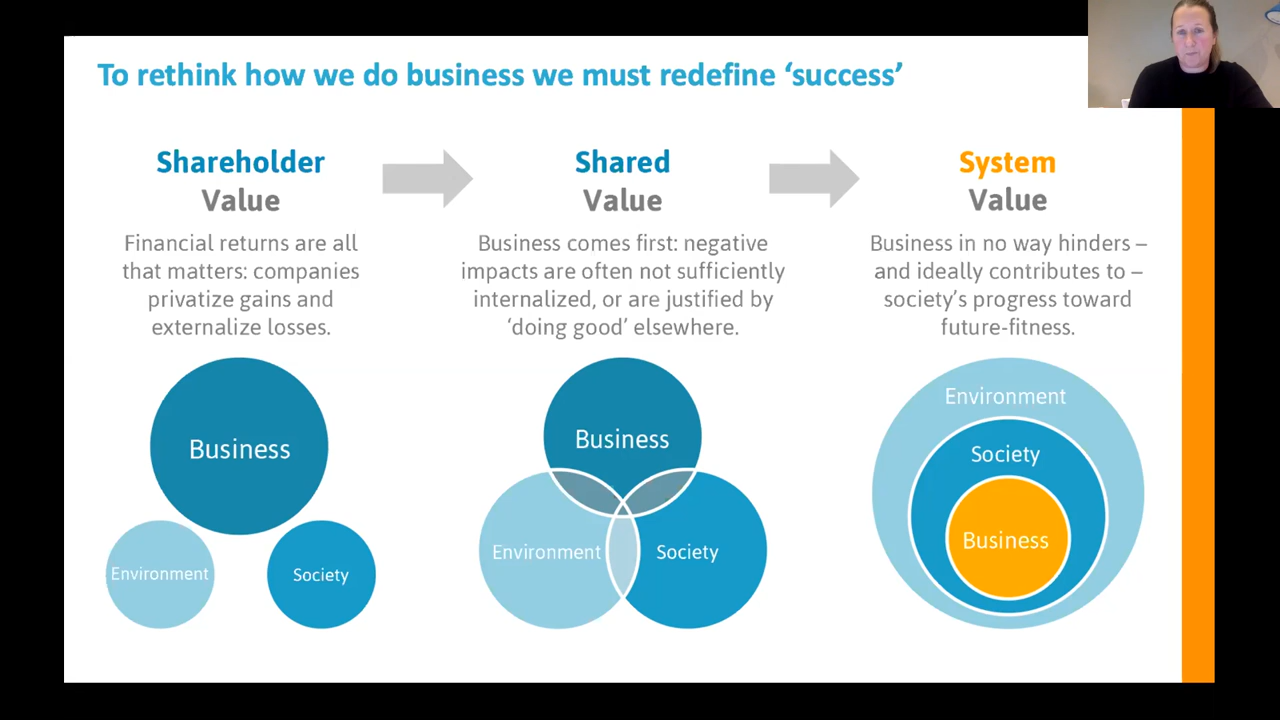 To rethink how we do business we must redefine ‘success’
Shareholder
Value
Financial returns are all
that matters: companies
privatize gains and
externalize losses.
Business
Environment
Society
Shared
Value
Business comes first: negative
impacts are often not sufficiently
internalized, or are justified by
‘doing good’ elsewhere.
Business
Environment
Society
System
Value
Business in no way hinders –
and ideally contributes to –
society’s progress toward
future-fitness.
Environment
Society
Business